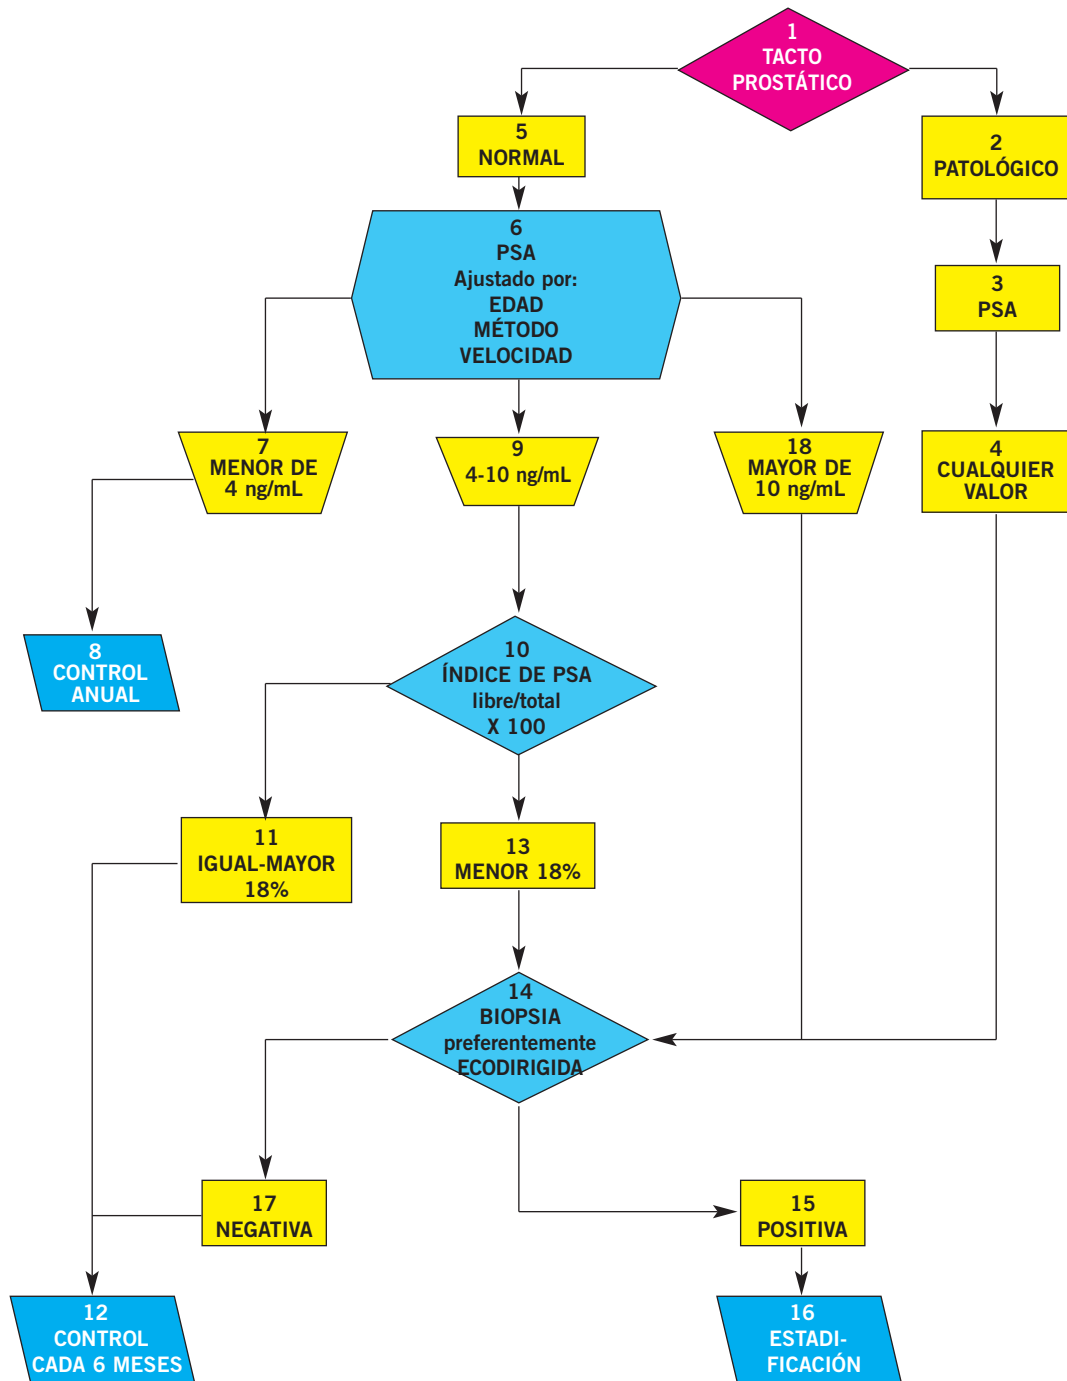 1
TACTO
PROSTÁTICO
5
NORMAL
2
PATOLÓGICO
6
PSA
Ajustado por:
EDAD
MÉTODO
VELOCIDAD
3
PSA
7
MENOR DE
4 ng/mL
9
4-10 ng/mL
18
MAYOR DE
10 ng/mL
4
CUALQUIER
VALOR
8
CONTROL
ANUAL
10
ÍNDICE DE PSA
libre/total
X 100
11
IGUAL-MAYOR
18%
13
MENOR 18%
14
BIOPSIA
preferentemente
ECODIRIGIDA
17
NEGATIVA
15
POSITIVA
12
CONTROL
CADA 6 MESES
16
ESTADI-
FICACIÓN